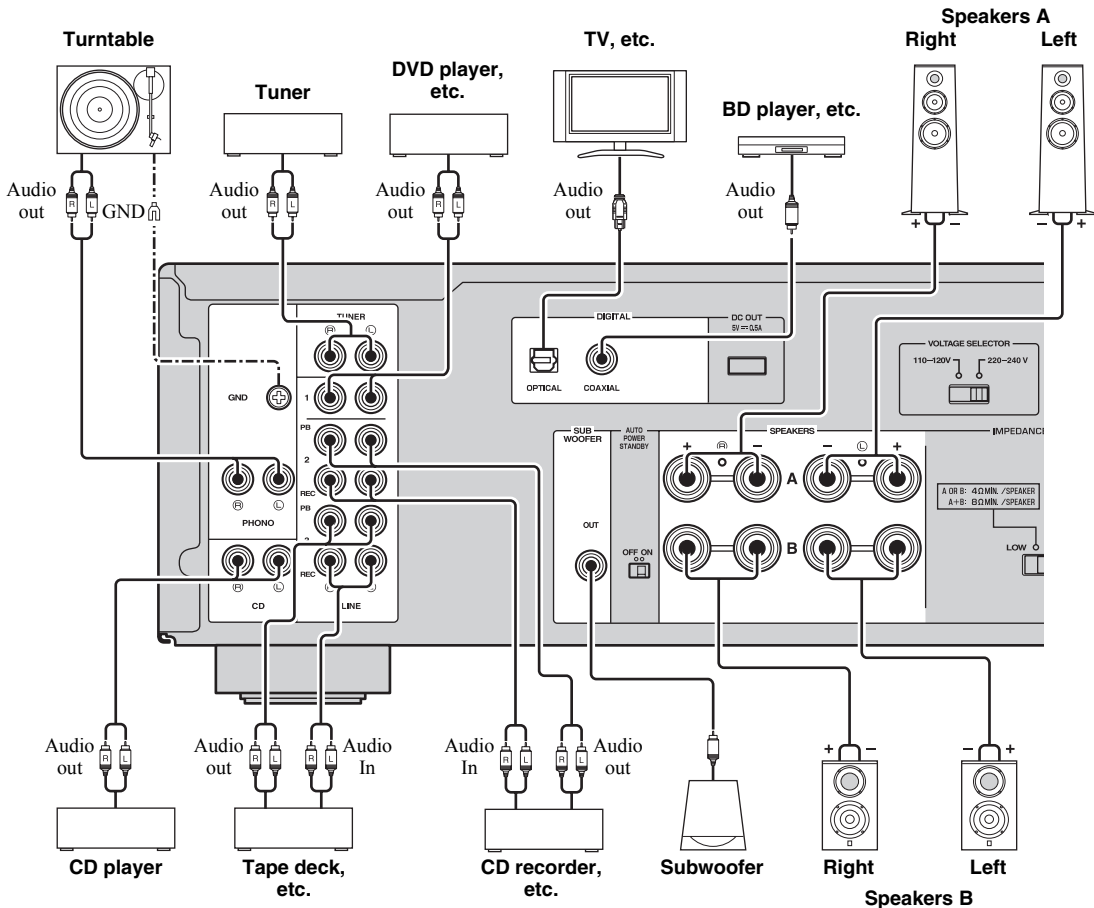 Speakers A
Right Left
Turntable
Tuner
DVD player,
etc.
TV, etc.
BD player, etc.
Audio
out
R L
GND
Audio
out
R L
Audio
out
R L
Audio
out
Audio
out
+ − − +
TUNER
R L
GND
1
PB
2
REC
PB
REC
R L
PHONO
R L
CD
LINE
DIGITAL
OPTICAL COAXIAL
DC OUT
5V 0.5A
VOLTAGE SELECTOR
110–120V 220–240 V
SUB
WOOFER
OUT
AUTO
POWER
STANDBY
OFF ON
SPEAKERS
+ R − − L +
A
B
IMPEDANCE
A OR B: 4ΩMIN. /SPEAKER
A+B: 8ΩMIN. /SPEAKER
LOW
Audio
out
R L
Audio
out
R L
R L
Audio
In
Audio
In
R L
R L
Audio
out
+ − − +
CD player
Tape deck,
etc.
CD recorder,
etc.
Subwoofer
Right Left
Speakers B